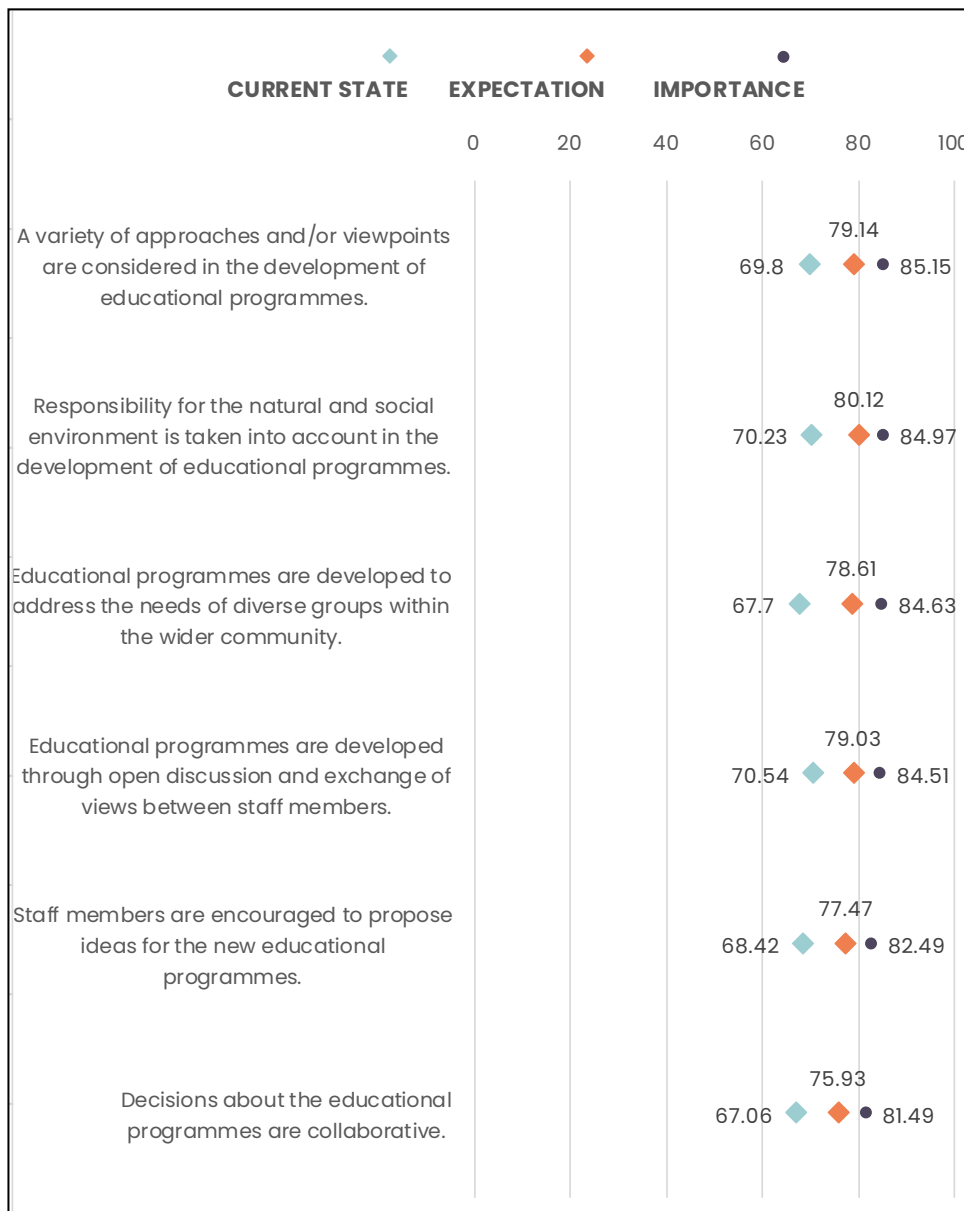 CURRENT STATE EXPECTATION IMPORTANCE
0 20 40 60 80 100
A variety of approaches and/or viewpoints
are considered in the development of
educational programmes.
79.14
69.8 85.15
Responsibility for the natural and social
environment is taken into account in the
development of educational programmes.
80.12
70.23 84.97
Educational programmes are developed to
address the needs of diverse groups within
the wider community.
78.61
67.7 84.63
Educational programmes are developed
through open discussion and exchange of
views between staff members.
79.03
70.54 84.51
Staff members are encouraged to propose
ideas for the new educational
programmes.
77.47
68.42 82.49
Decisions about the educational
programmes are collaborative.
75.93
67.06 81.49